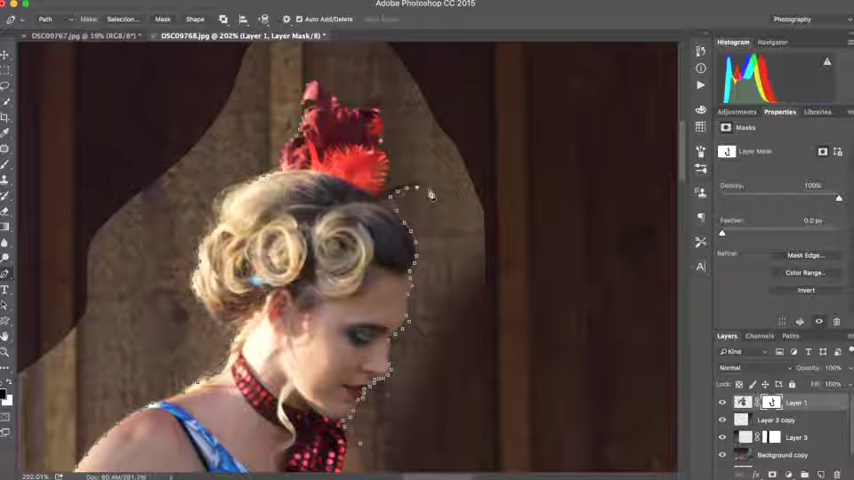 Adobe Photoshop CC 2015
Path Make: Selection... Mask Shape Auto Add/Delete Photography
× DSC09767.jpg @ 19% (RGB/8*) * × DSC09768.jpg @ 202% (Layer 1, Layer Mask/8) *
Histogram Navigator
Adjustments Properties Libraries
Masks
Layer Mask
Density: 100%
Feather: 0.0 px
Refine: Mask Edge...
Color Range...
Invert
Layers Channels Paths
Kind
Normal Opacity: 100%
Lock: Fill: 100%
Layer 1
Layer 3 copy
Layer 3
Background copy
202.01%